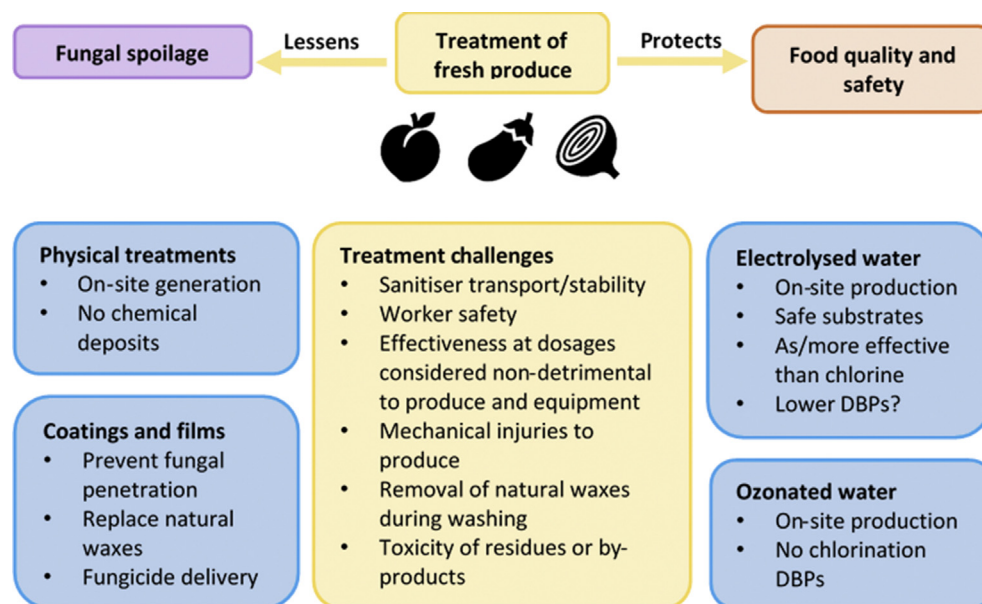 Fungal spoilage
Lessens
Treatment of
fresh produce
Protects
Food quality and
safety
Physical treatments
• On-site generation
• No chemical
deposits
Coatings and films
• Prevent fungal
penetration
• Replace natural
waxes
• Fungicide delivery
Treatment challenges
• Sanitiser transport/stability
• Worker safety
• Effectiveness at dosages
considered non-detrimental
to produce and equipment
• Mechanical injuries to
produce
• Removal of natural waxes
during washing
• Toxicity of residues or by-
products
Electrolysed water
• On-site production
• Safe substrates
• As/more effective
than chlorine
• Lower DBPs?
Ozonated water
• On-site production
• No chlorination
DBPs